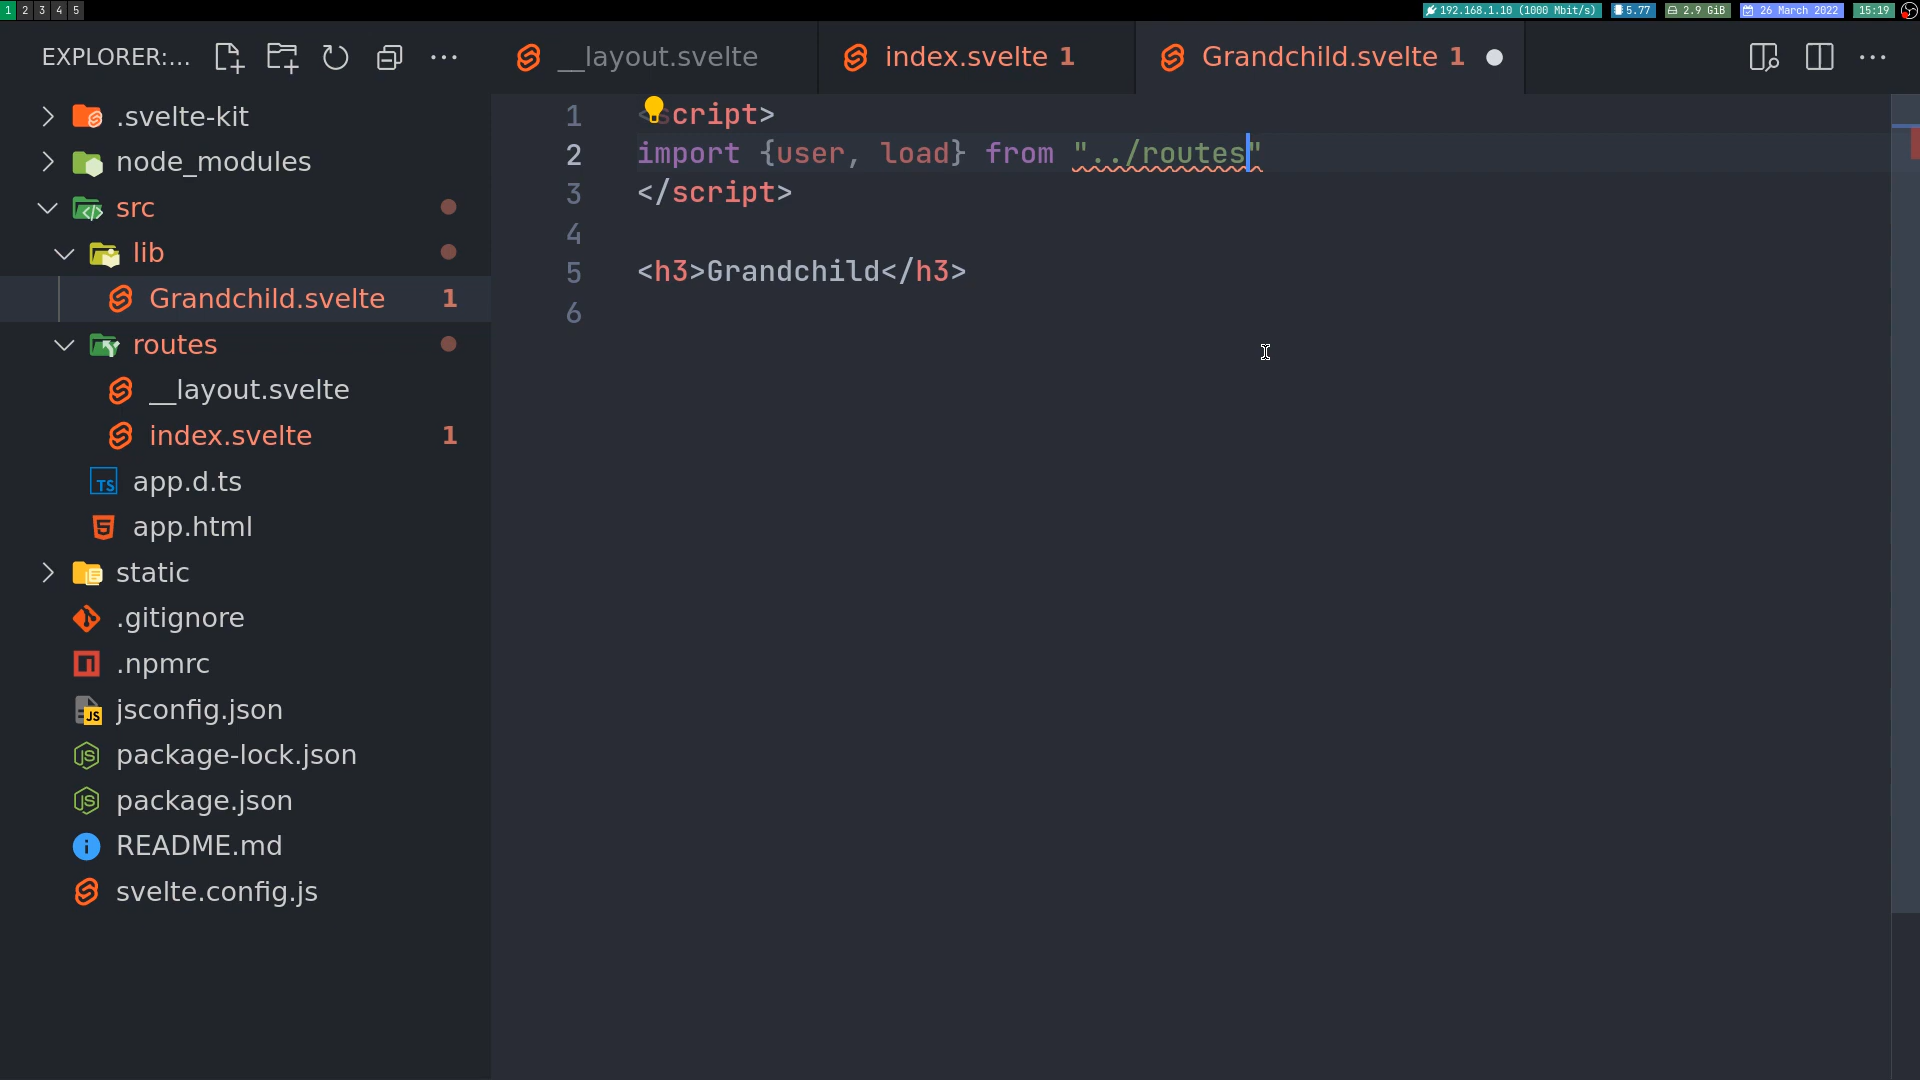 1 2 3 4 5
192.168.1.10 (1000 Mbit/s) 5.77 2.9 GiB 26 March 2022 15:19
EXPLORER:...
.svelte-kit
node_modules
src
lib
Grandchild.svelte 1
routes
__layout.svelte
index.svelte 1
TS app.d.ts
app.html
static
.gitignore
.npmrc
JS jsconfig.json
package-lock.json
package.json
README.md
svelte.config.js
__layout.svelte index.svelte 1 Grandchild.svelte 1
1 <script>
2 import {user, load} from "../routes"
3 </script>
4
5 <h3>Grandchild</h3>
6